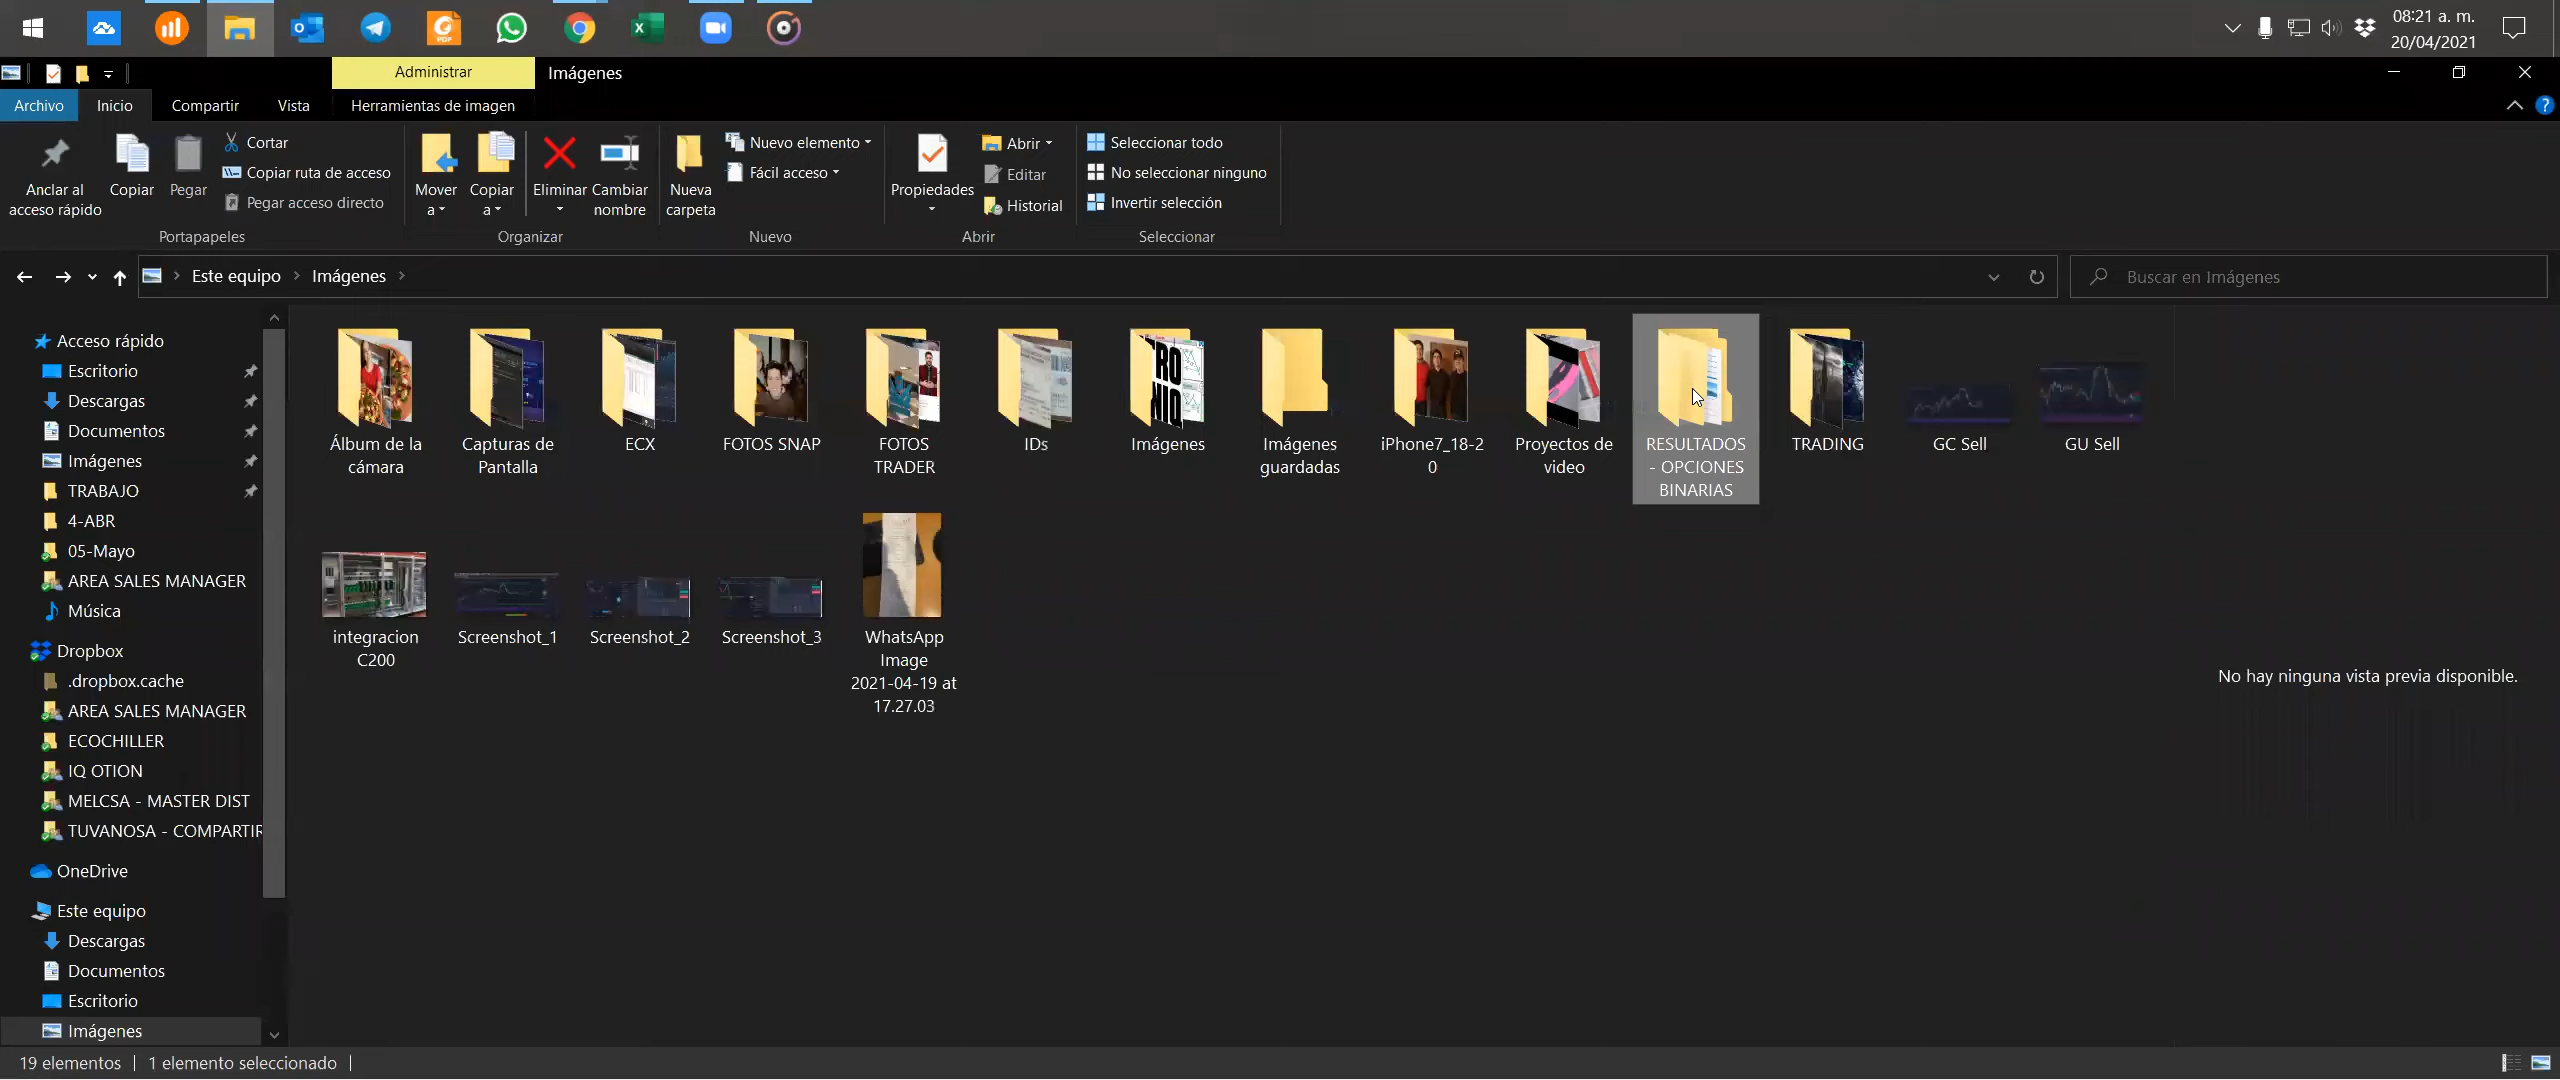 08:21 a. m.
20/04/2021
Administrar
Imágenes
Archivo
Inicio
Compartir
Vista
Herramientas de imagen
Anclar al
acceso rápido
Copiar
Pegar
Cortar
Copiar ruta de acceso
Pegar acceso directo
Portapapeles
Mover
a
Copiar
a
Eliminar
Cambiar
nombre
Organizar
Nueva
carpeta
Nuevo elemento
Fácil acceso
Nuevo
Propiedades
Abrir
Editar
Historial
Abrir
Seleccionar todo
No seleccionar ninguno
Invertir selección
Seleccionar
Este equipo
Imágenes
Buscar en Imágenes
Acceso rápido
Escritorio
Descargas
Documentos
Imágenes
TRABAJO
4-ABR
05-Mayo
AREA SALES MANAGER
Música
Dropbox
.dropbox.cache
AREA SALES MANAGER
ECOCHILLER
IQ OTION
MELCSA - MASTER DIST
TUVANOSA - COMPARTIR
OneDrive
Este equipo
Descargas
Documentos
Escritorio
Imágenes
Álbum de la
cámara
Capturas de
Pantalla
ECX
FOTOS SNAP
FOTOS
TRADER
IDs
Imágenes
Imágenes
guardadas
iPhone7_18-2
0
Proyectos de
video
RESULTADOS
- OPCIONES
BINARIAS
TRADING
GC Sell
GU Sell
integracion
C200
Screenshot_1
Screenshot_2
Screenshot_3
WhatsApp
Image
2021-04-19 at
17.27.03
No hay ninguna vista previa disponible.
19 elementos
1 elemento seleccionado